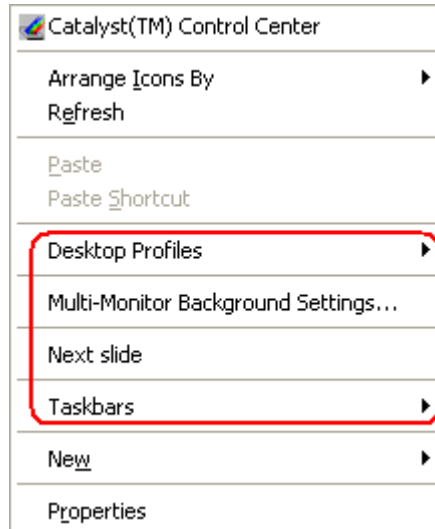 Catalyst(TM) Control Center
Arrange Icons By
Refresh
Paste
Paste Shortcut
Desktop Profiles
Multi-Monitor Background Settings...
Next slide
Taskbars
New
Properties